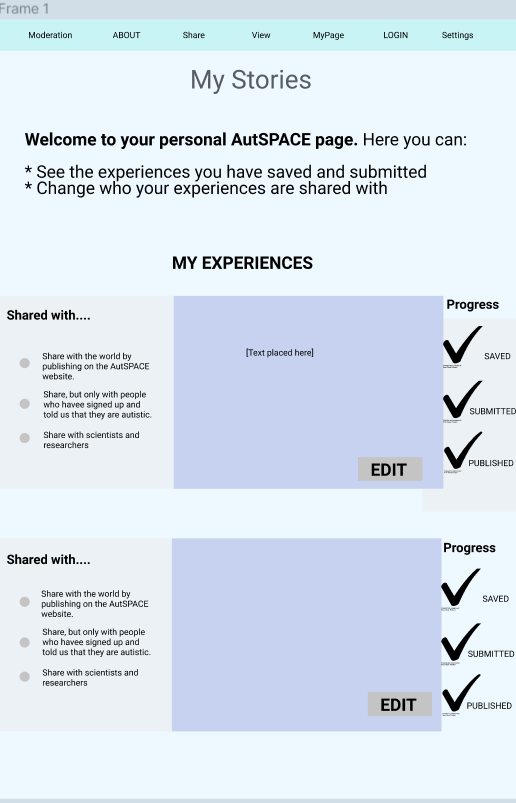 Frame 1
Moderation ABOUT Share View MyPage LOGIN Settings
My Stories
Welcome to your personal AutSPACE page. Here you can:
* See the experiences you have saved and submitted
* Change who your experiences are shared with
MY EXPERIENCES
Shared with....
Share with the world by
publishing on the AutSPACE
website.
Share, but only with people
who havee signed up and
told us that they are autistic.
Share with scientists and
researchers
[Text placed here]
EDIT
Progress
SAVED
SUBMITTED
PUBLISHED
Shared with....
Share with the world by
publishing on the AutSPACE
website.
Share, but only with people
who havee signed up and
told us that they are autistic.
Share with scientists and
researchers
EDIT
Progress
SAVED
SUBMITTED
PUBLISHED